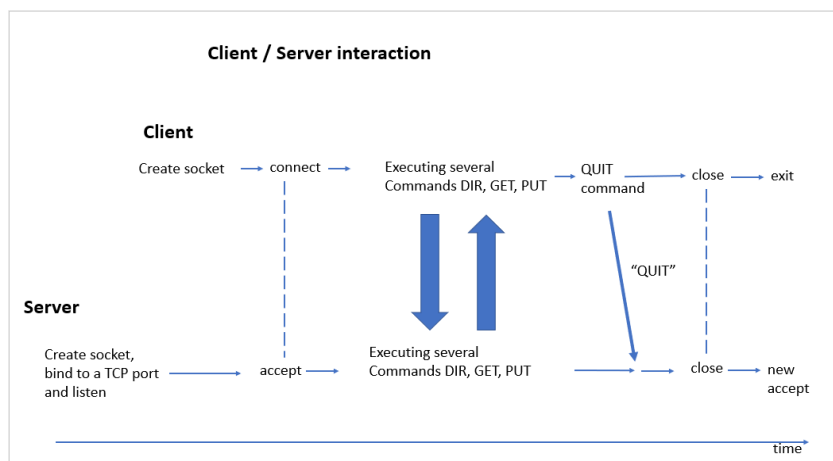 Client / Server interaction
Client
Create socket
connect
Executing several
Commands DIR, GET, PUT
QUIT
command
close
exit
“QUIT”
Server
Create socket,
bind to a TCP port
and listen
accept
Executing several
Commands DIR, GET, PUT
close
new
accept
time